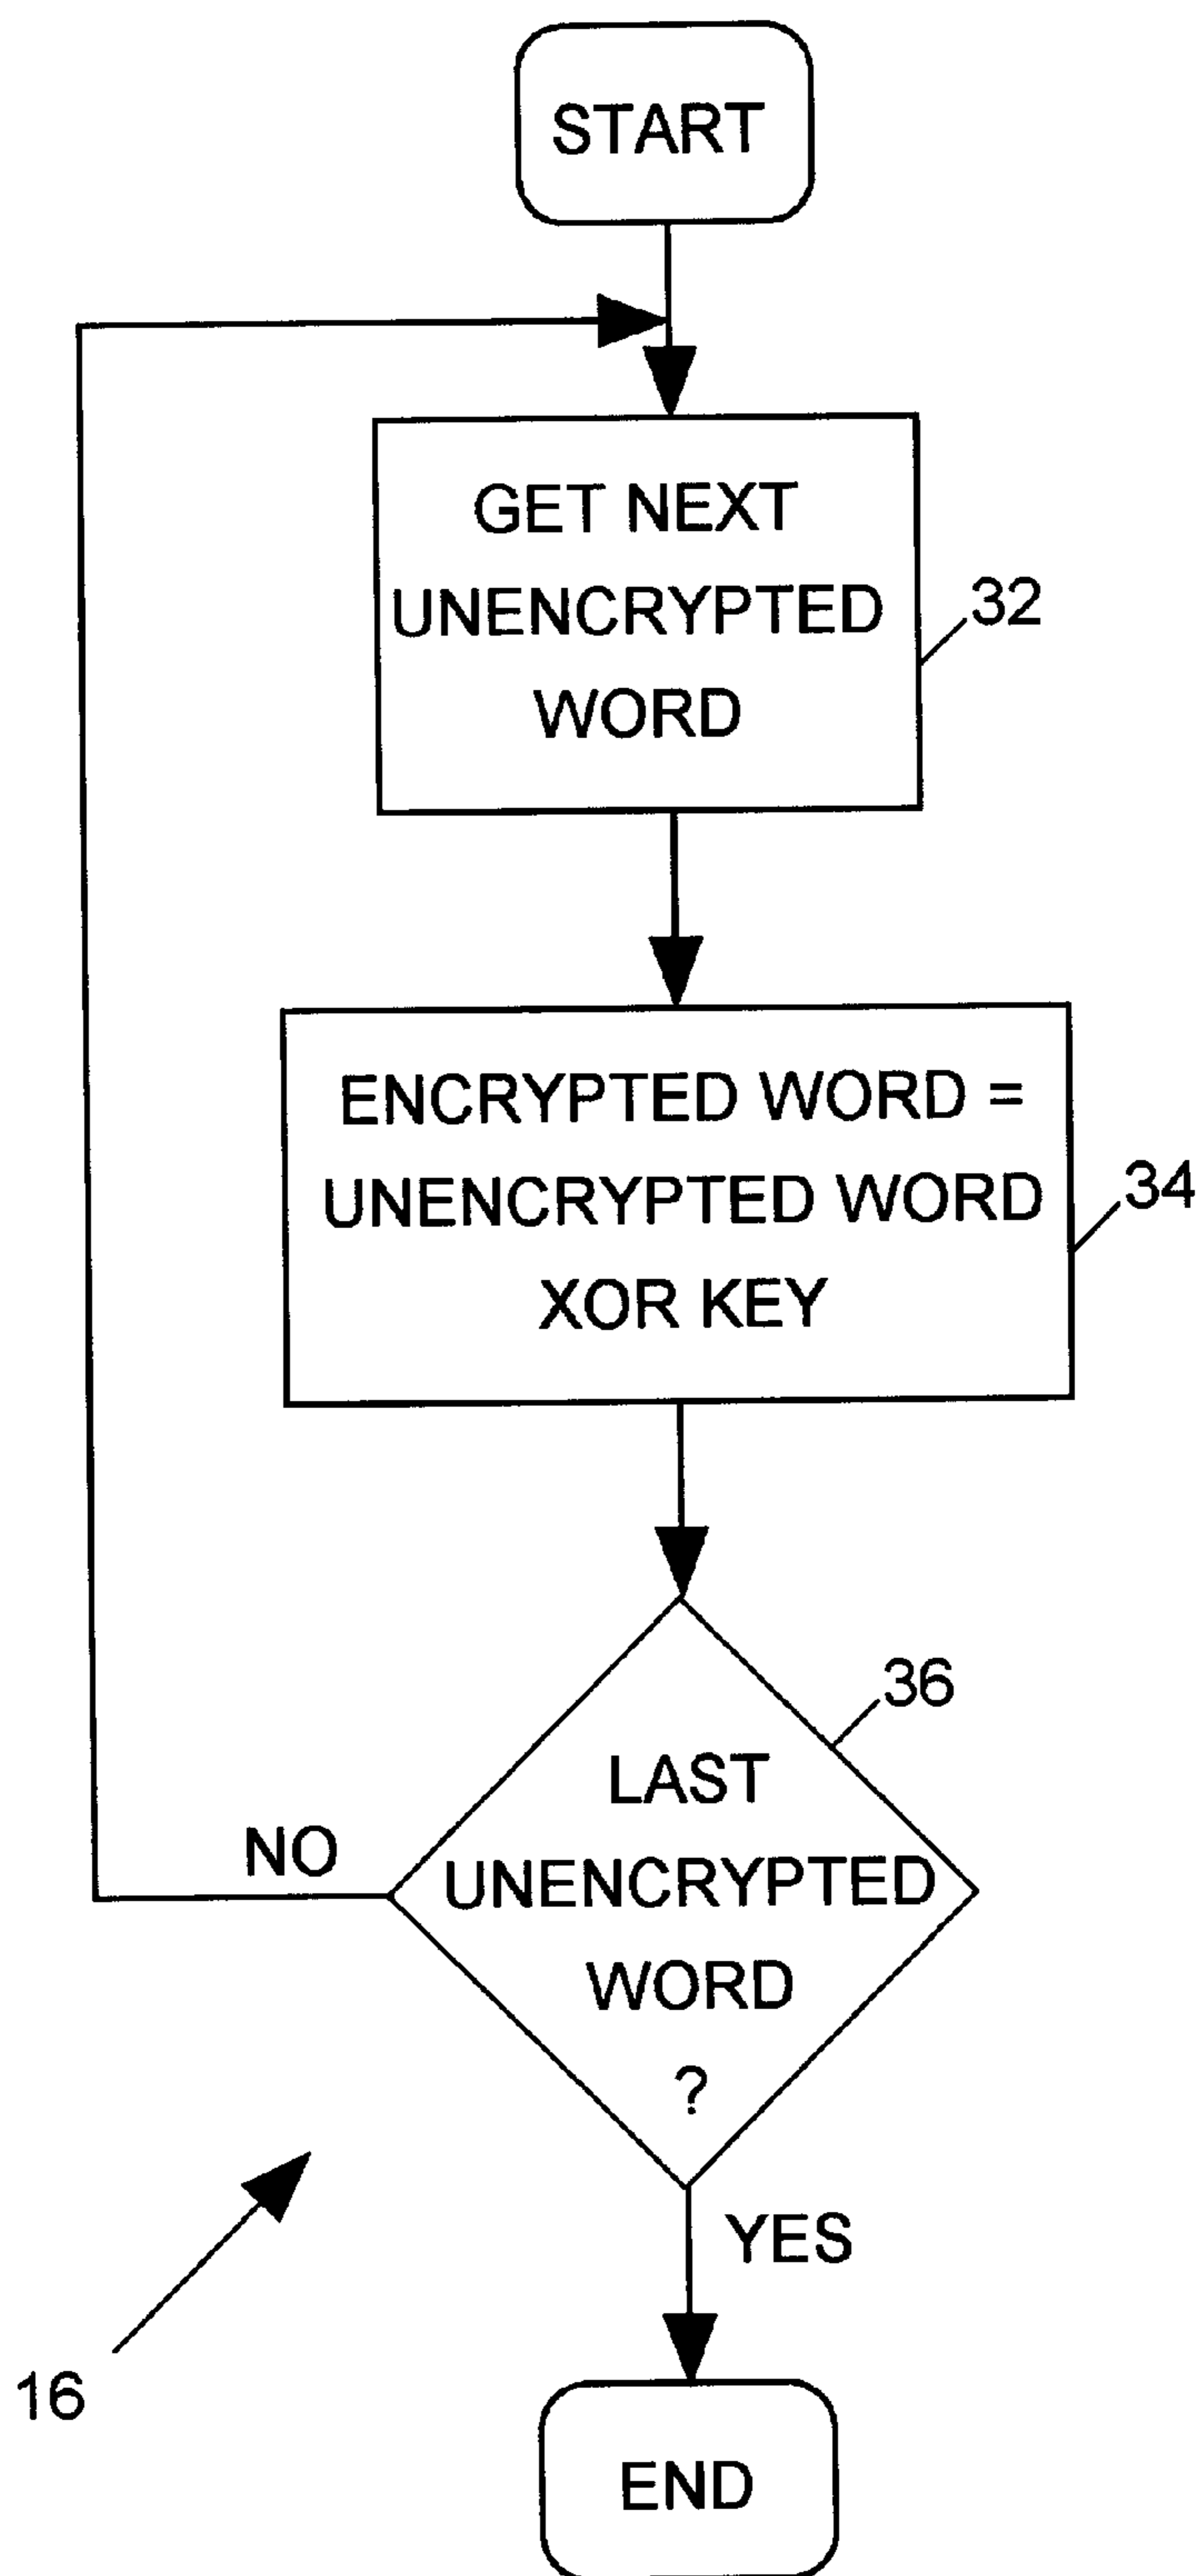 START
GET NEXT
UNENCRYPTED
WORD
32
ENCRYPTED WORD =
UNENCRYPTED WORD
XOR KEY
34
36
LAST
UNENCRYPTED
WORD
?
NO
YES
16
END